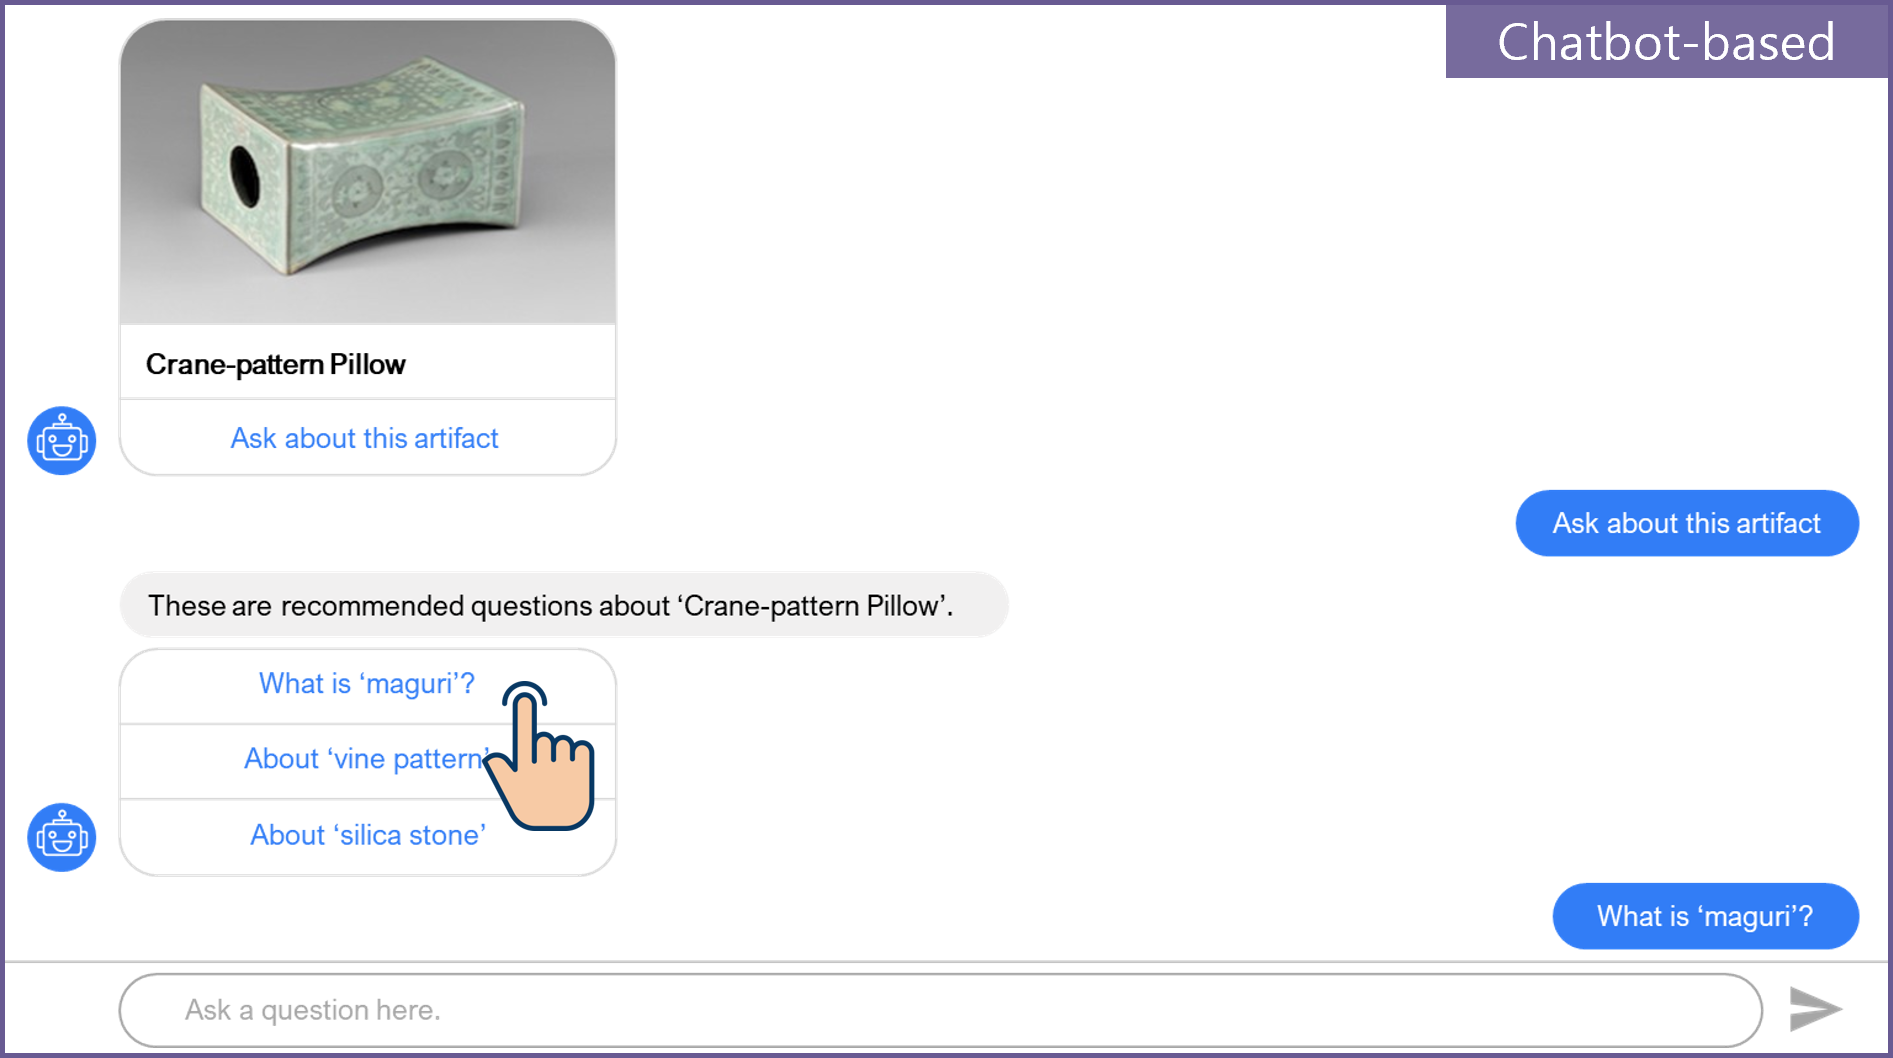 Chatbot-based
Crane-pattern Pillow
Ask about this artifact
Ask about this artifact
These are recommended questions about ‘Crane-pattern Pillow’.
What is ‘maguri’?
About ‘vine pattern’
About ‘silica stone’
What is ‘maguri’?
Ask a question here.